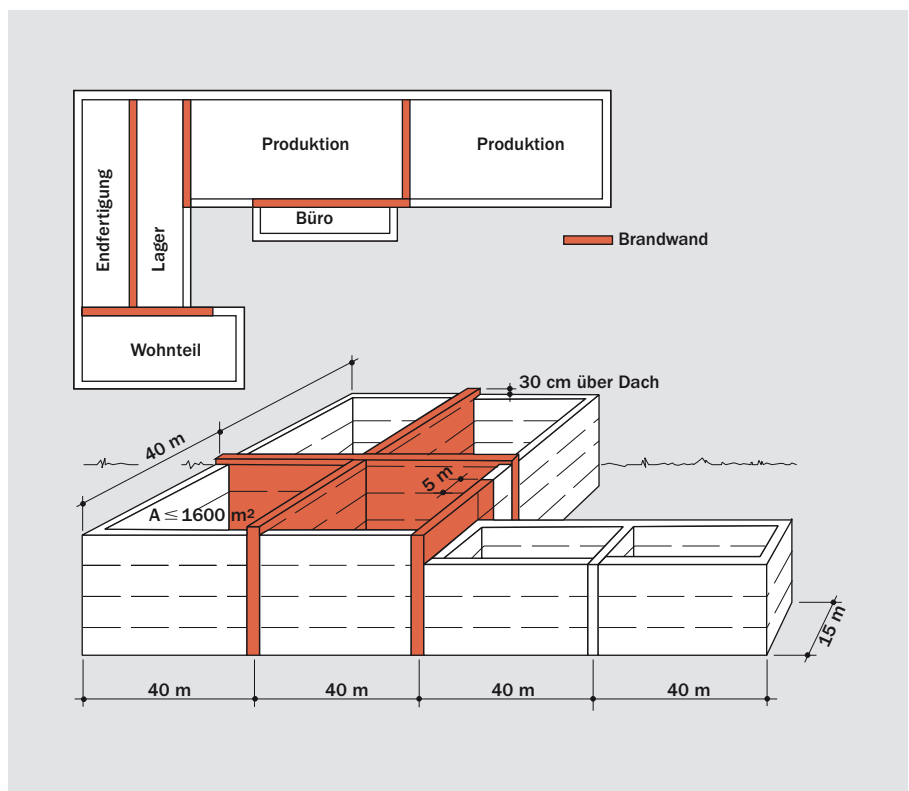 Produktion
Produktion
Endfertigung
Lager
Büro
Brandwand
Wohnteil
30 cm über Dach
40 m
5 m
A ≤ 1600 m²
15 m
40 m
40 m
40 m
40 m